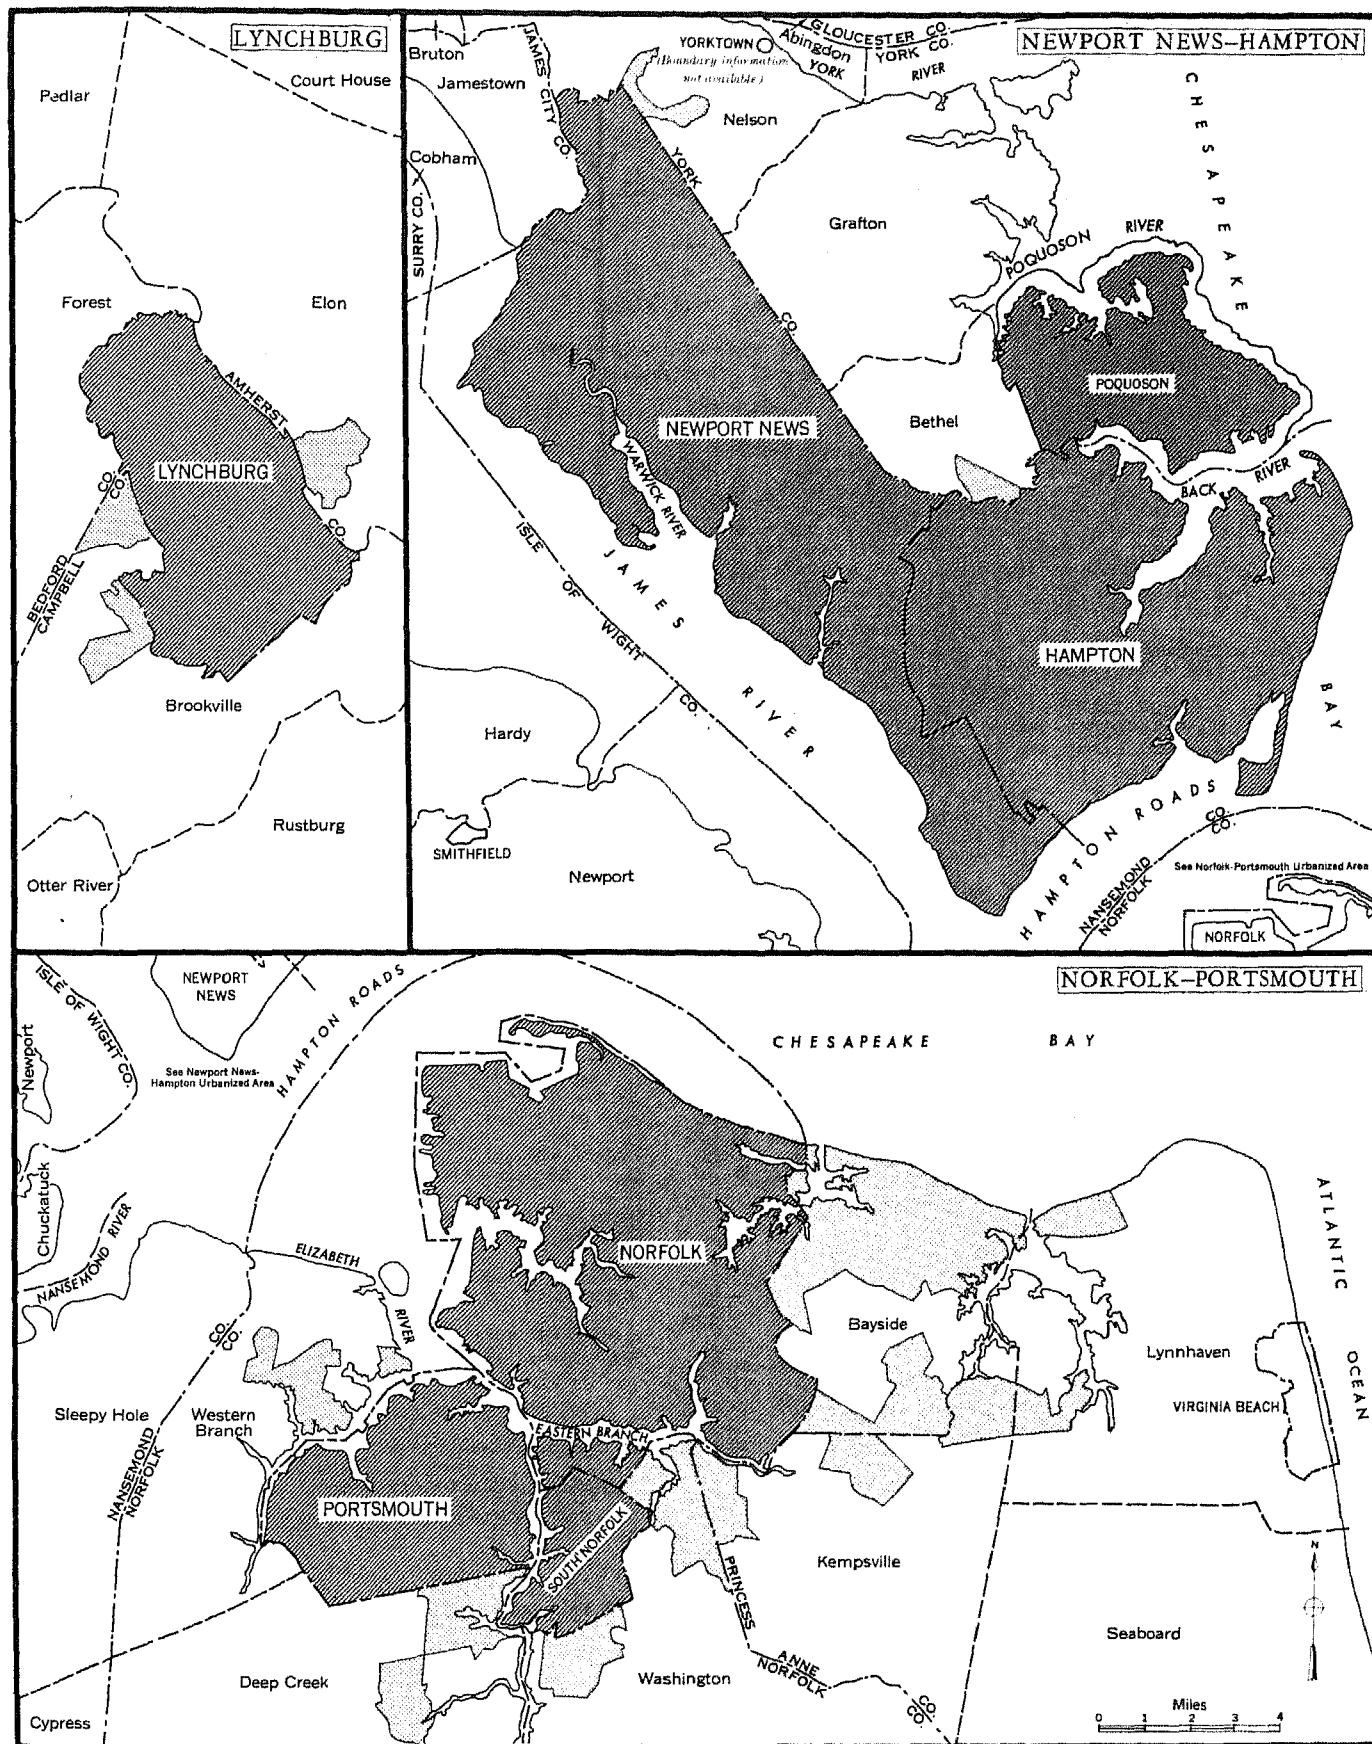 LYNCHBURG
Pedlar
Court House
Forest
Elon
AMHERST
CO.
LYNCHBURG
CO.
CO.
BEDFORD
CAMPBELL
Brookville
Rustburg
Otter River
NEWPORT NEWS–HAMPTON
Bruton
Jamestown
JAMES CITY CO.
YORKTOWN
(Boundary information
not available)
GLOUCESTER CO.
YORK CO.
Abingdon
YORK
RIVER
Nelson
Cobham
SURRY CO.
YORK
CO.
Grafton
CHESAPEAKE
BAY
POQUOSON
RIVER
POQUOSON
Bethel
NEWPORT NEWS
WARWICK RIVER
BACK
RIVER
ISLE
OF
WIGHT
CO.
JAMES
RIVER
HAMPTON
Hardy
SMITHFIELD
Newport
HAMPTON ROADS
CO.
CO.
NANSEMOND
NORFOLK
See Norfolk-Portsmouth Urbanized Area
NORFOLK
NORFOLK–PORTSMOUTH
ISLE OF WIGHT CO.
NEWPORT
NEWS
See Newport News-
Hampton Urbanized Area
HAMPTON ROADS
CHESAPEAKE BAY
Newport
Chuckatuck
NANSEMOND RIVER
ELIZABETH
RIVER
NORFOLK
ATLANTIC
OCEAN
CO.
CO.
Bayside
Lynnhaven
VIRGINIA BEACH
Sleepy Hole
Western
Branch
EASTERN BRANCH
NANSEMOND
NORFOLK
PORTSMOUTH
SOUTH NORFOLK
PRINCESS
Kempsville
N
Seaboard
Deep Creek
Washington
ANNE
NORFOLK
CO.
CO.
Cypress
Miles
0 1 2 3 4